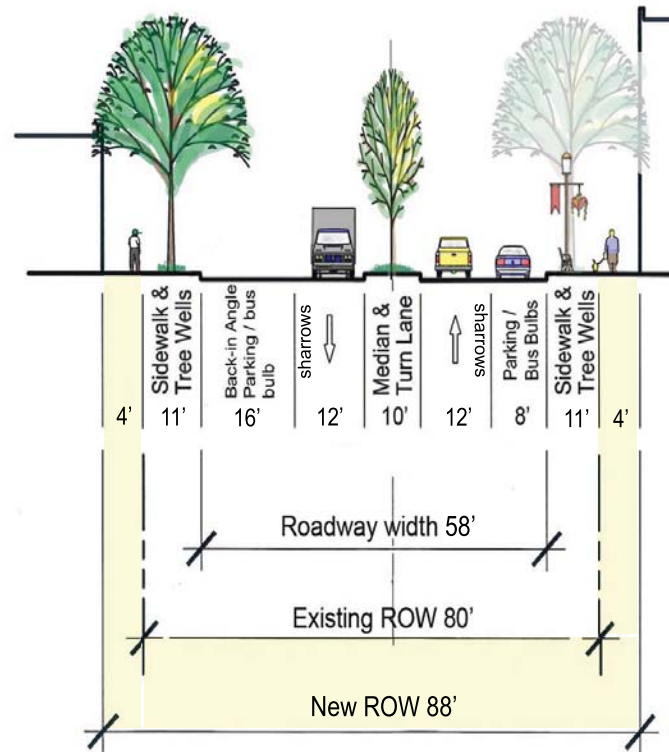 Sidewalk &
Tree Wells
Back-in Angle
Parking / bus
bulb
sharrows
Median &
Turn Lane
sharrows
Parking /
Bus Bulbs
Sidewalk &
Tree Wells
4' 11' 16' 12' 10' 12' 8' 11' 4'
Roadway width 58'
Existing ROW 80'
New ROW 88'